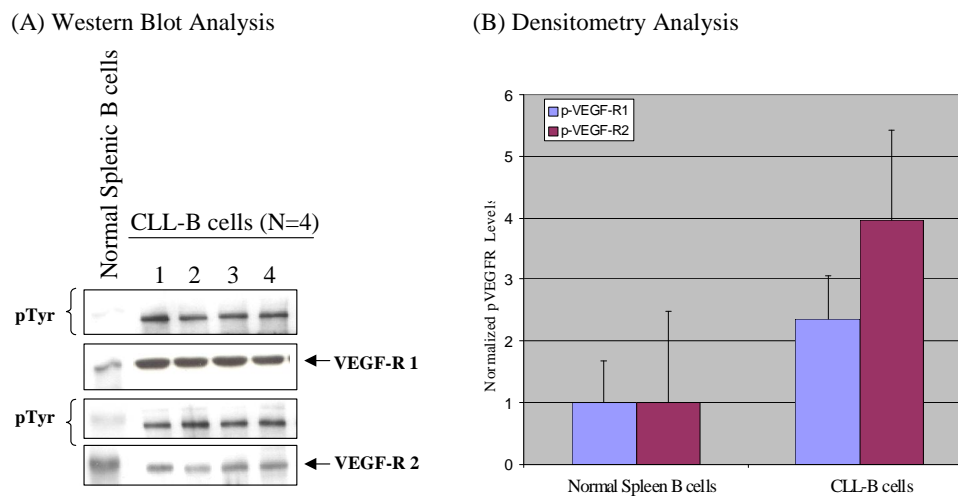 (A) Western Blot Analysis
Normal Splenic B cells
CLL-B cells (N=4)
1 2 3 4
pTyr
VEGF-R 1
pTyr
VEGF-R 2
(B) Densitometry Analysis
p-VEGF-R1
p-VEGF-R2
Normalized pVEGFR Levels
6
5
4
3
2
1
0
Normal Spleen B cells CLL-B cells